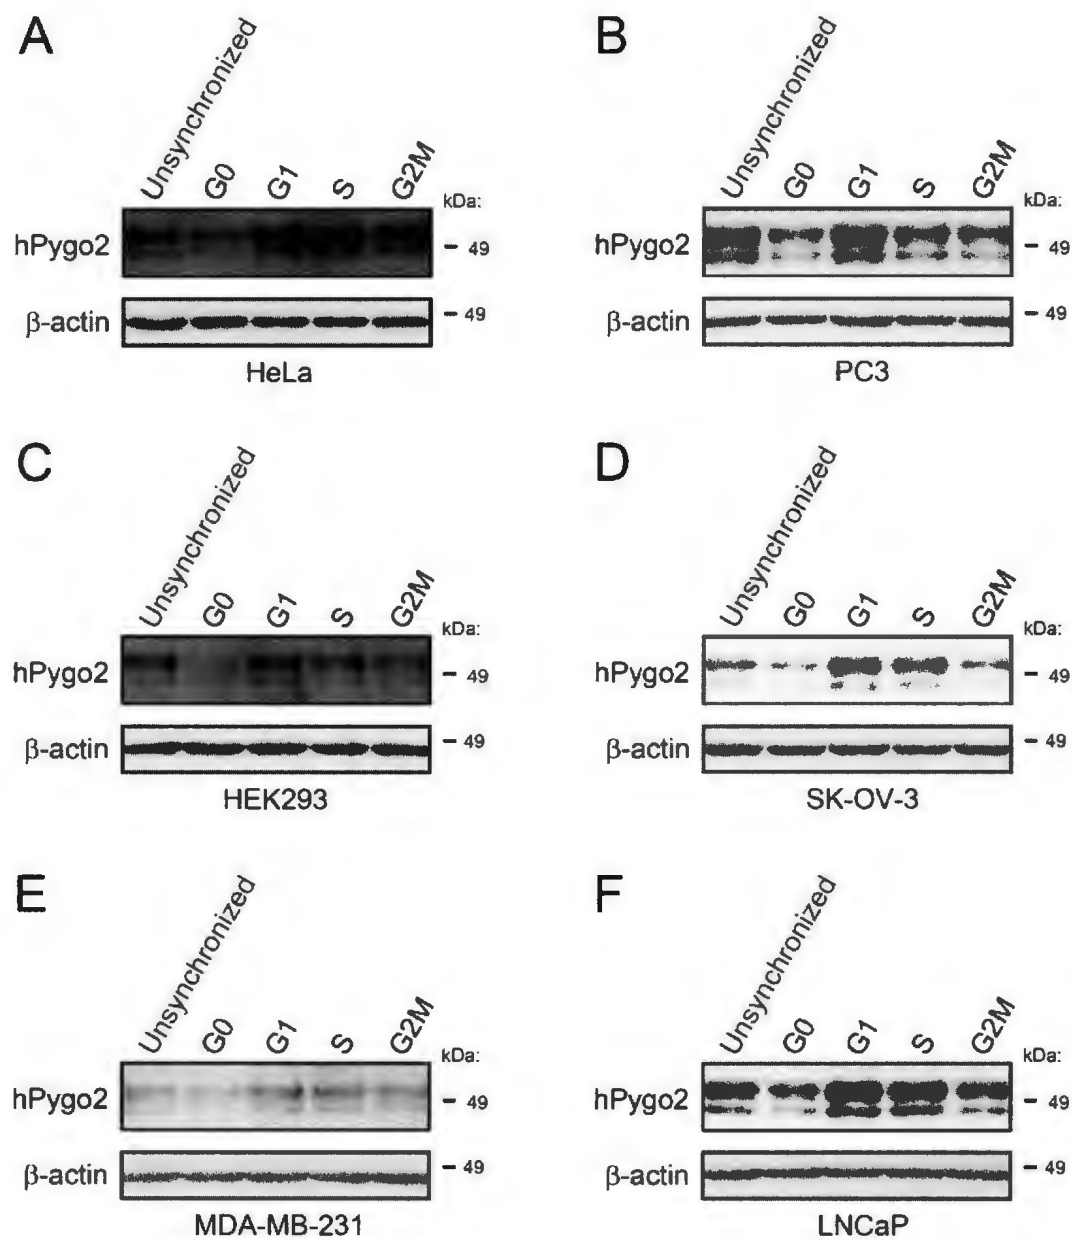 A
Unsynchronized G0 G1 S G2M
kDa:
hPygo2 – 49
β-actin – 49
HeLa
B
Unsynchronized G0 G1 S G2M
kDa:
hPygo2 – 49
β-actin – 49
PC3
C
Unsynchronized G0 G1 S G2M
kDa:
hPygo2 – 49
β-actin – 49
HEK293
D
Unsynchronized G0 G1 S G2M
kDa:
hPygo2 – 49
β-actin – 49
SK-OV-3
E
Unsynchronized G0 G1 S G2M
kDa:
hPygo2 – 49
β-actin – 49
MDA-MB-231
F
Unsynchronized G0 G1 S G2M
kDa:
hPygo2 – 49
β-actin – 49
LNCaP